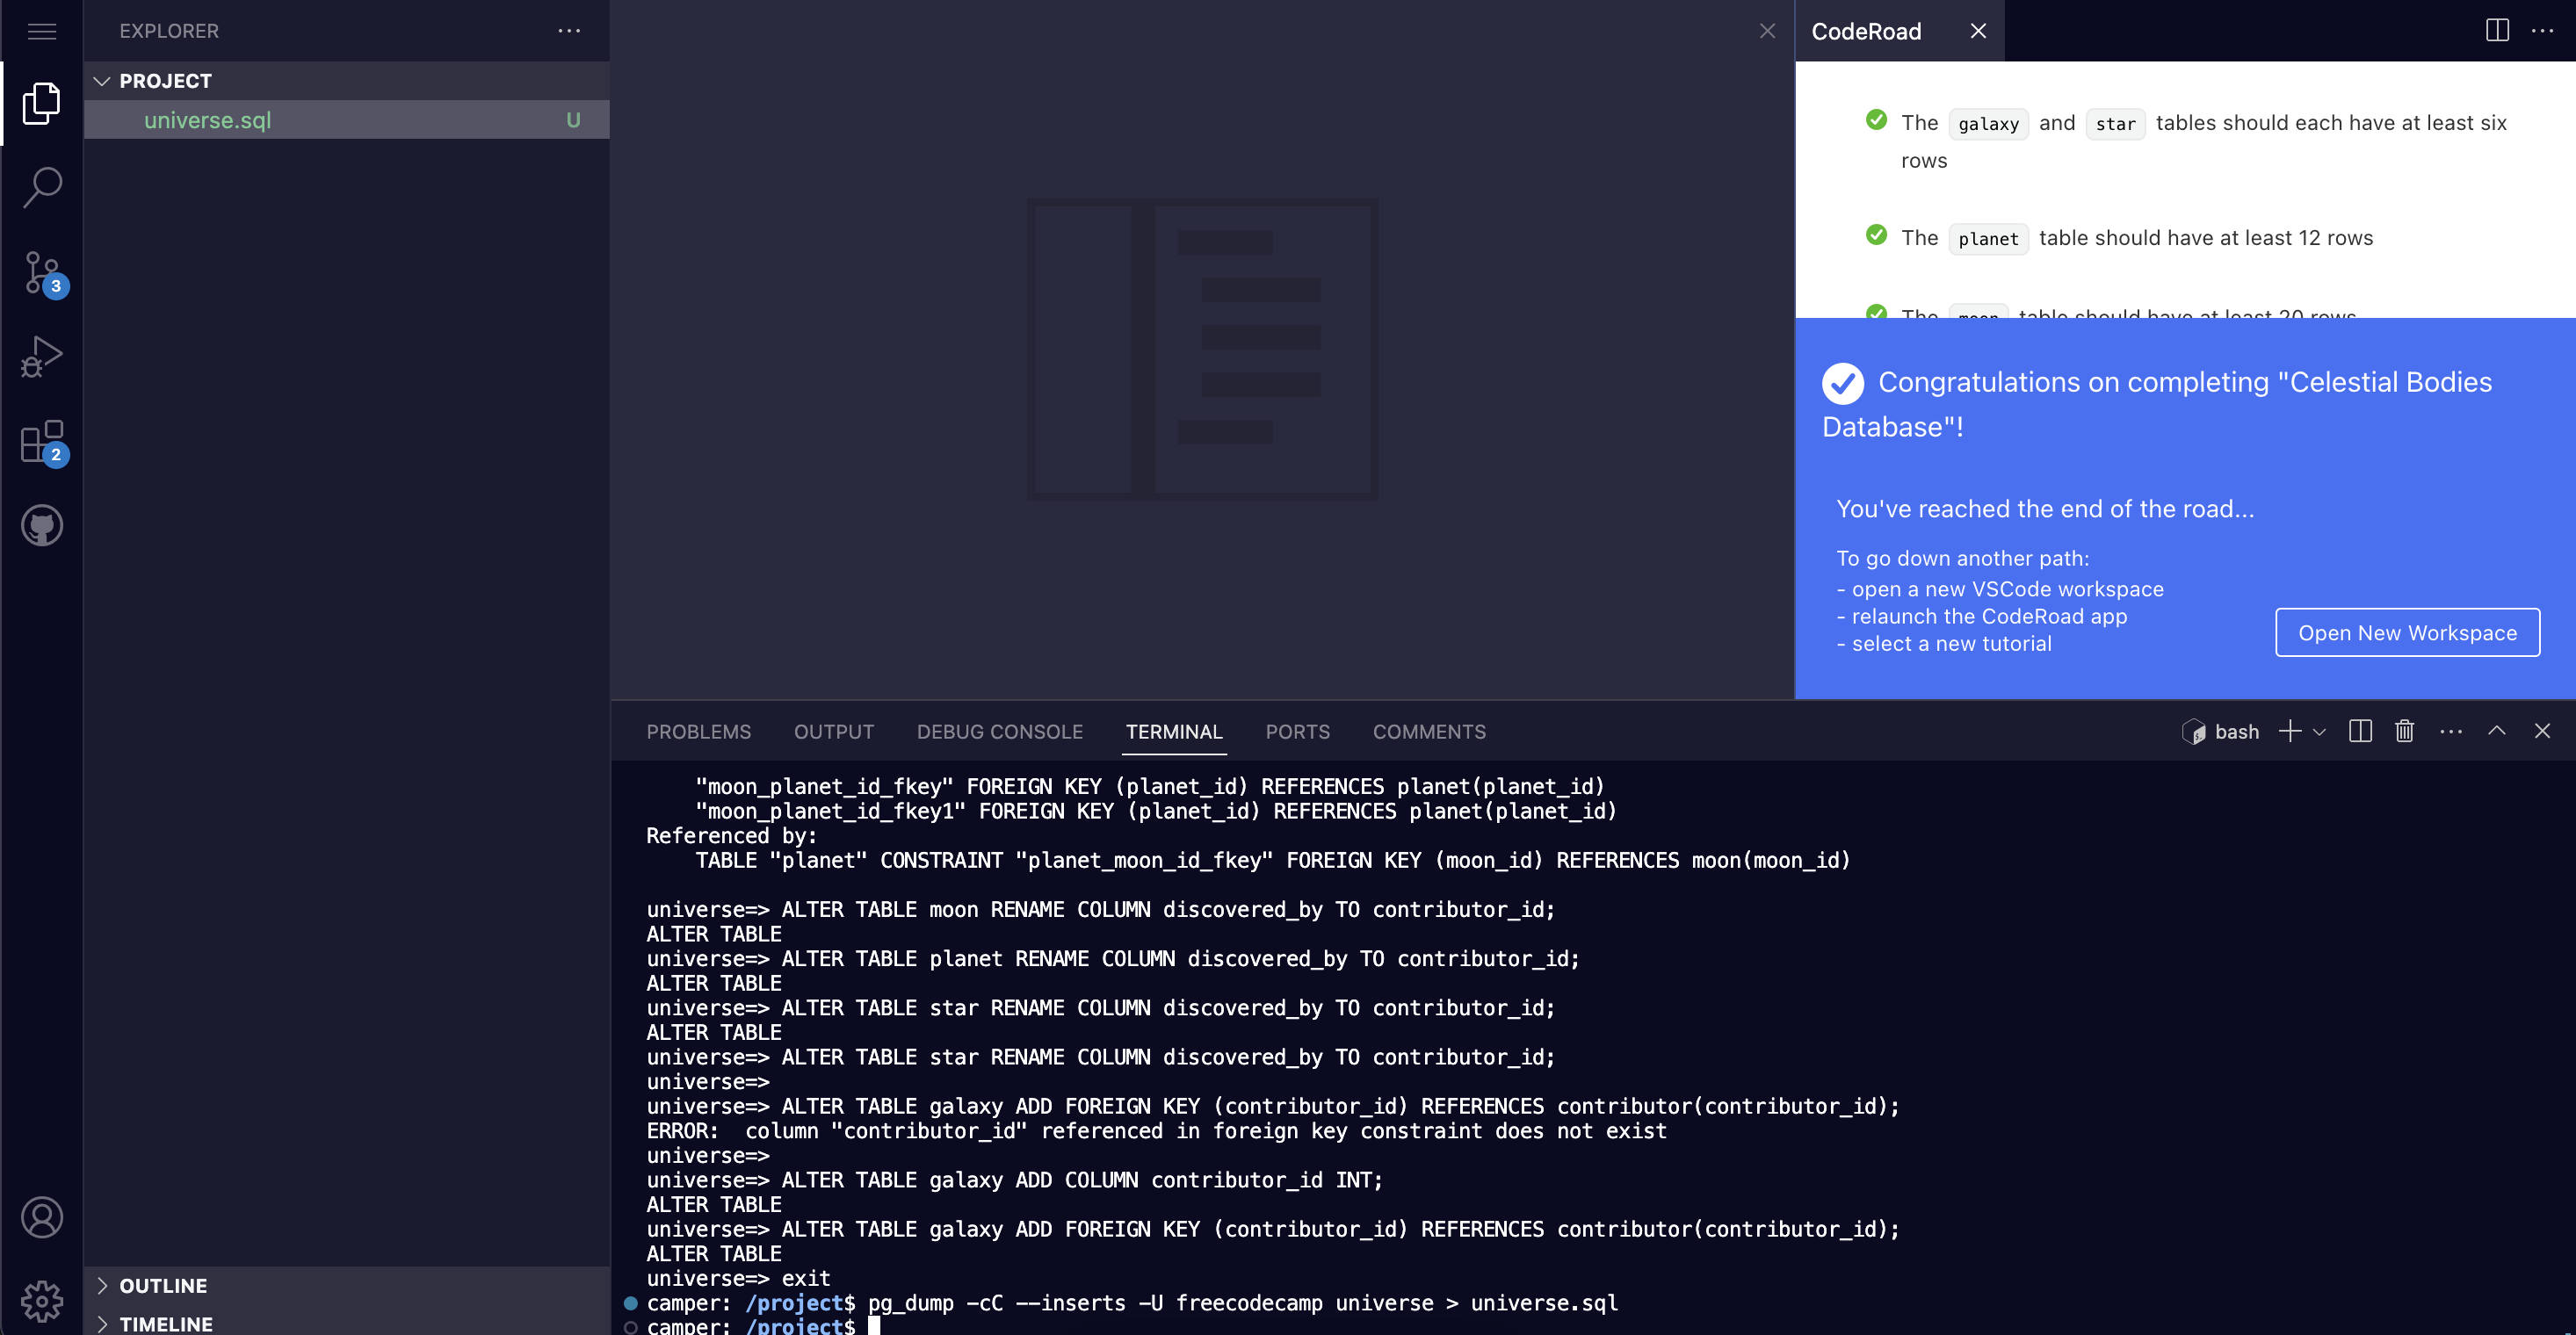 EXPLORER
PROJECT
universe.sql U
3
2
OUTLINE
TIMELINE
CodeRoad
The galaxy and star tables should each have at least six
rows
The planet table should have at least 12 rows
The moon table should have at least 20 rows
Congratulations on completing "Celestial Bodies
Database"!
You've reached the end of the road...
To go down another path:
- open a new VSCode workspace
- relaunch the CodeRoad app
- select a new tutorial
Open New Workspace
PROBLEMS OUTPUT DEBUG CONSOLE TERMINAL PORTS COMMENTS
bash
"moon_planet_id_fkey" FOREIGN KEY (planet_id) REFERENCES planet(planet_id)
"moon_planet_id_fkey1" FOREIGN KEY (planet_id) REFERENCES planet(planet_id)
Referenced by:
TABLE "planet" CONSTRAINT "planet_moon_id_fkey" FOREIGN KEY (moon_id) REFERENCES moon(moon_id)
universe=> ALTER TABLE moon RENAME COLUMN discovered_by TO contributor_id;
ALTER TABLE
universe=> ALTER TABLE planet RENAME COLUMN discovered_by TO contributor_id;
ALTER TABLE
universe=> ALTER TABLE star RENAME COLUMN discovered_by TO contributor_id;
ALTER TABLE
universe=> ALTER TABLE star RENAME COLUMN discovered_by TO contributor_id;
universe=>
universe=> ALTER TABLE galaxy ADD FOREIGN KEY (contributor_id) REFERENCES contributor(contributor_id);
ERROR:  column "contributor_id" referenced in foreign key constraint does not exist
universe=>
universe=> ALTER TABLE galaxy ADD COLUMN contributor_id INT;
ALTER TABLE
universe=> ALTER TABLE galaxy ADD FOREIGN KEY (contributor_id) REFERENCES contributor(contributor_id);
ALTER TABLE
universe=> exit
camper: /project$ pg_dump -cC --inserts -U freecodecamp universe > universe.sql
camper: /project$